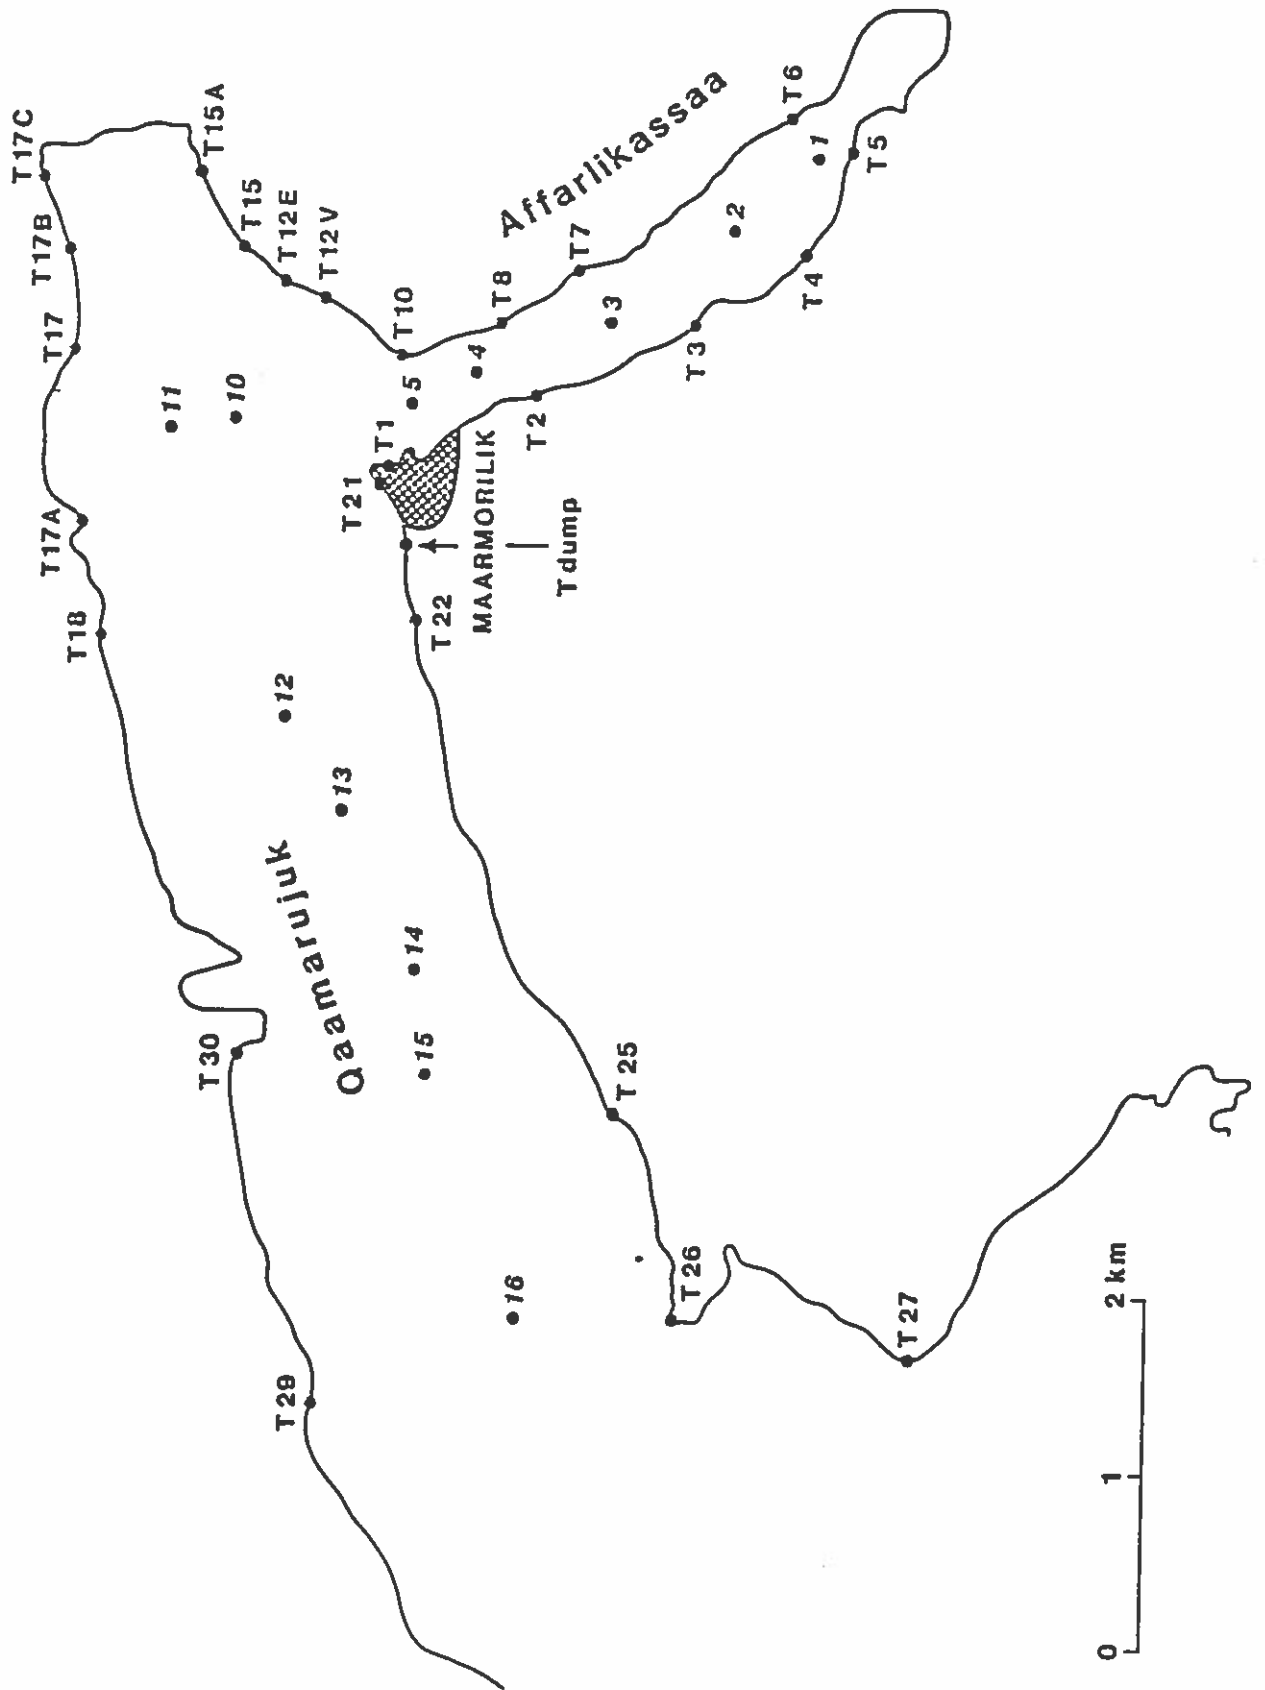 T17C
T15A
T17B
T15
T12E
T12V
T17
T10
T17A
T18
11
10
T21
T1
5
4
T8
T7
Affarlikassaa
T6
1
T5
2
T4
3
T3
T2
MAARMORILIK
Tdump
T22
12
13
Qaamarujuk
14
15
T30
T25
16
T26
T29
T27
0
1
2 km